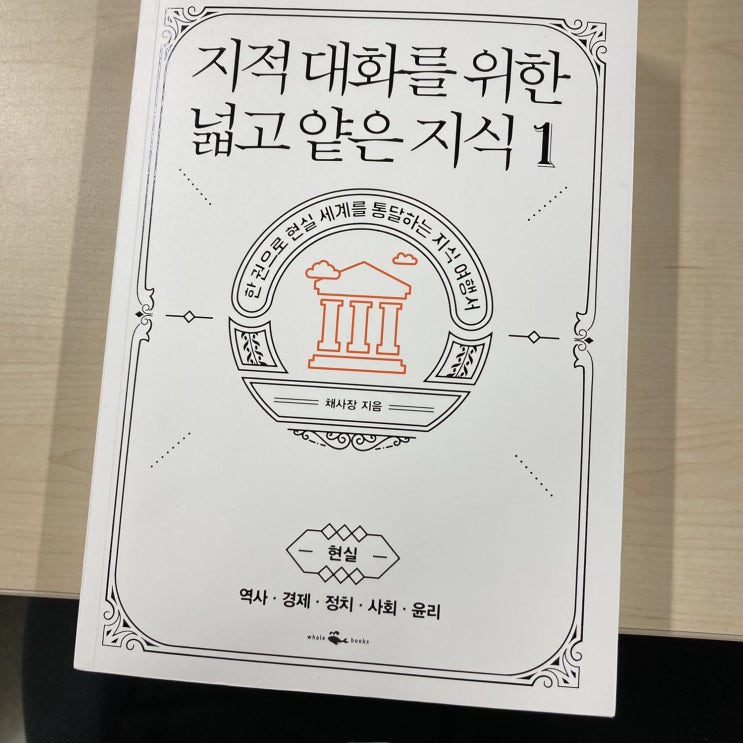 지적 대화를 위한
넓고 얕은 지식 1
한 권으로 현실 세계를 통달하는 지식 여행서
채사장 지음
현실
역사 · 경제 · 정치 · 사회 · 윤리
whale books